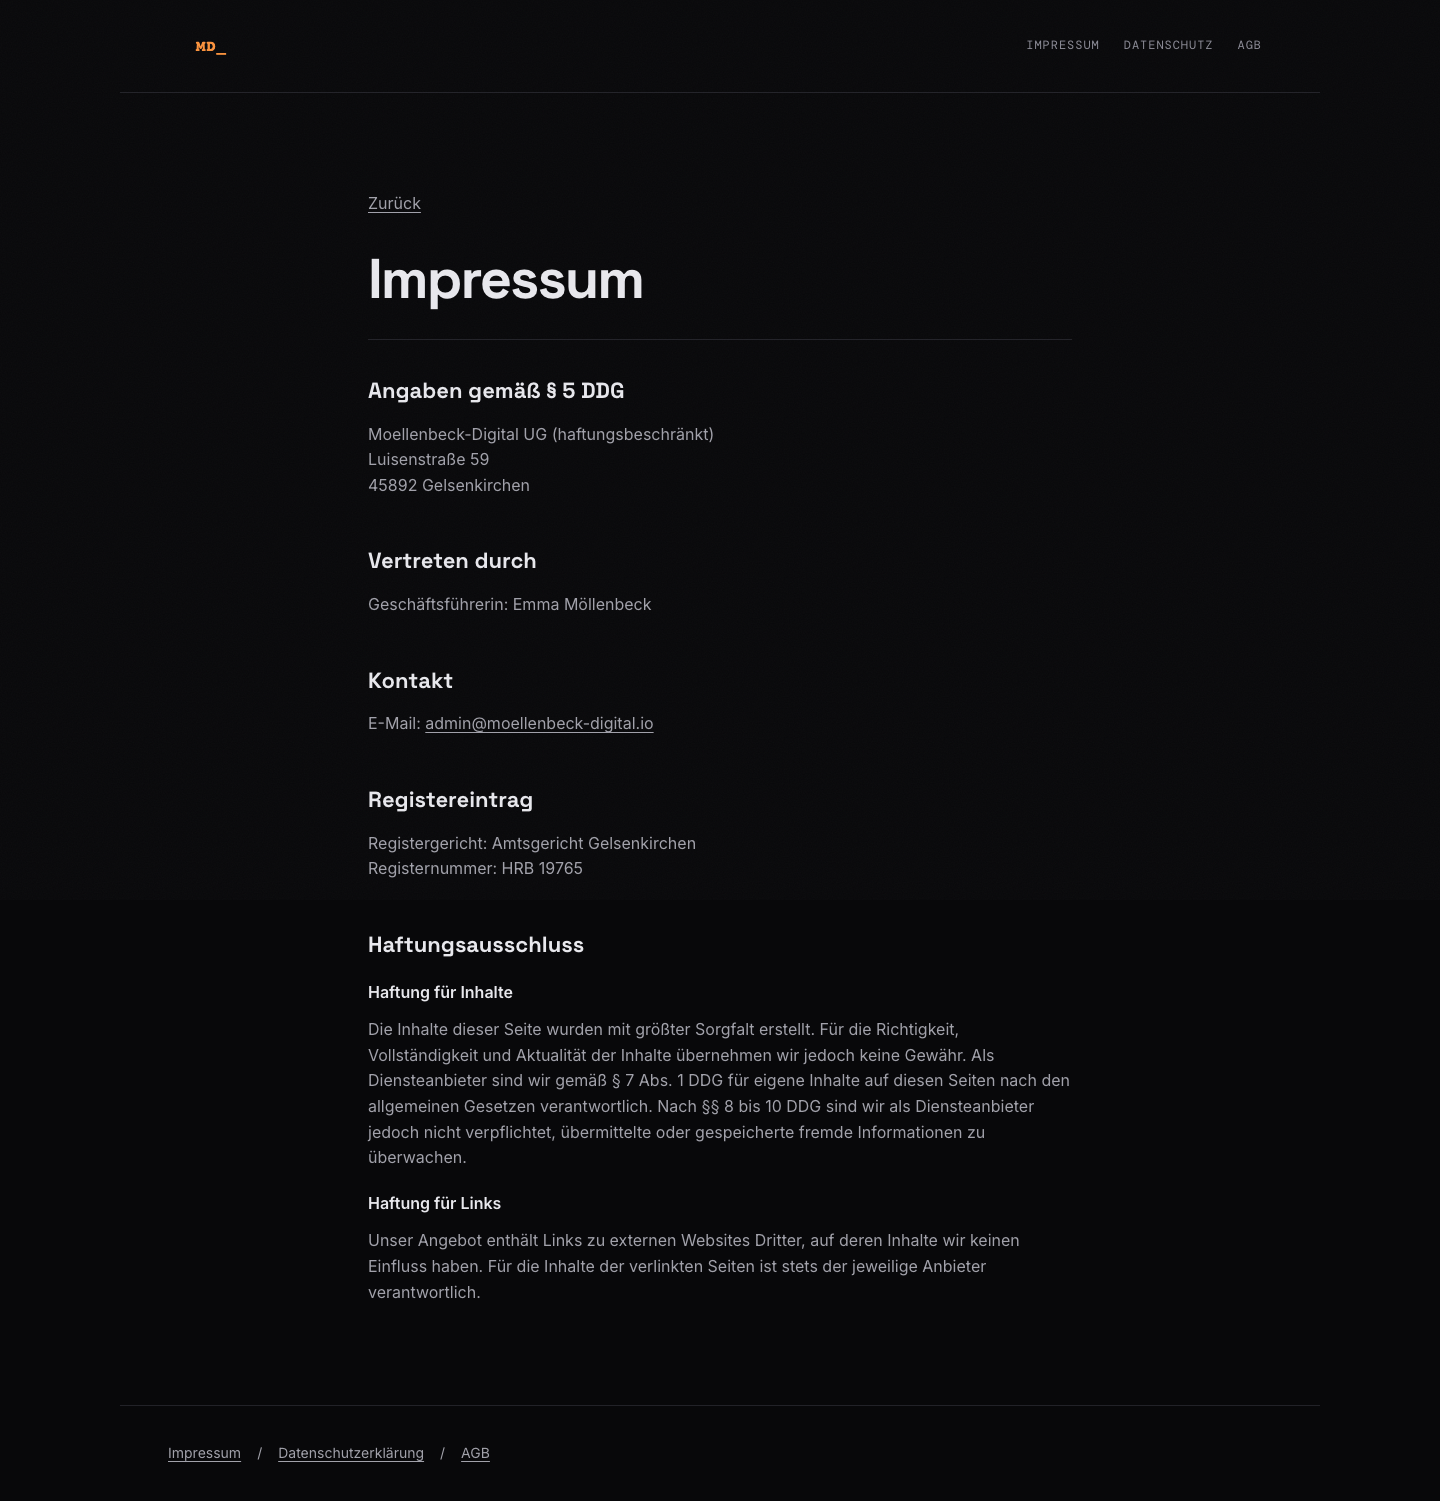 MD_
IMPRESSUM DATENSCHUTZ AGB
Zurück
Impressum
Angaben gemäß § 5 DDG
Moellenbeck-Digital UG (haftungsbeschränkt)
Luisenstraße 59
45892 Gelsenkirchen
Vertreten durch
Geschäftsführerin: Emma Möllenbeck
Kontakt
E-Mail: admin@moellenbeck-digital.io
Registereintrag
Registergericht: Amtsgericht Gelsenkirchen
Registernummer: HRB 19765
Haftungsausschluss
Haftung für Inhalte
Die Inhalte dieser Seite wurden mit größter Sorgfalt erstellt. Für die Richtigkeit,
Vollständigkeit und Aktualität der Inhalte übernehmen wir jedoch keine Gewähr. Als
Diensteanbieter sind wir gemäß § 7 Abs. 1 DDG für eigene Inhalte auf diesen Seiten nach den
allgemeinen Gesetzen verantwortlich. Nach §§ 8 bis 10 DDG sind wir als Diensteanbieter
jedoch nicht verpflichtet, übermittelte oder gespeicherte fremde Informationen zu
überwachen.
Haftung für Links
Unser Angebot enthält Links zu externen Websites Dritter, auf deren Inhalte wir keinen
Einfluss haben. Für die Inhalte der verlinkten Seiten ist stets der jeweilige Anbieter
verantwortlich.
Impressum / Datenschutzerklärung / AGB